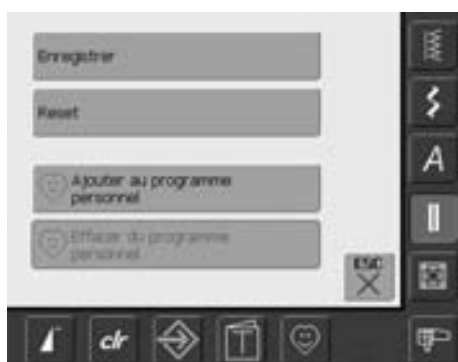 Enregistrer
Reset
Ajouter au programme
personnel
Effacer du programme
personnel
ESC
A
clr
T